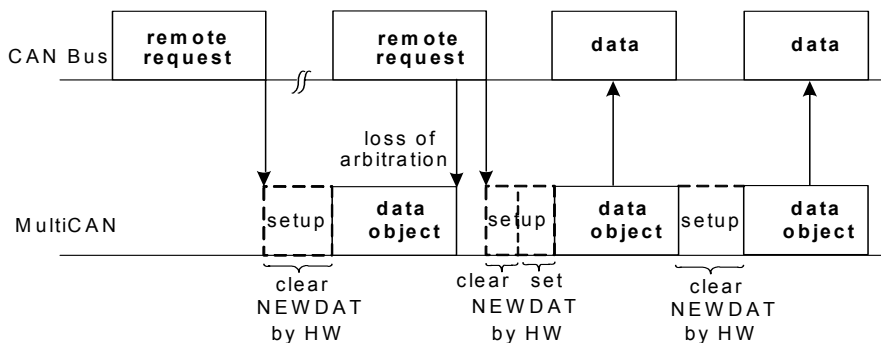 remote
request
remote
request
data
data
CAN Bus
loss of
arbitration
MultiCAN
setup
data
object
setup
data
object
setup
data
object
clear
NEWDAT
by HW
clear set
NEWDAT
by HW
clear
NEWDAT
by HW